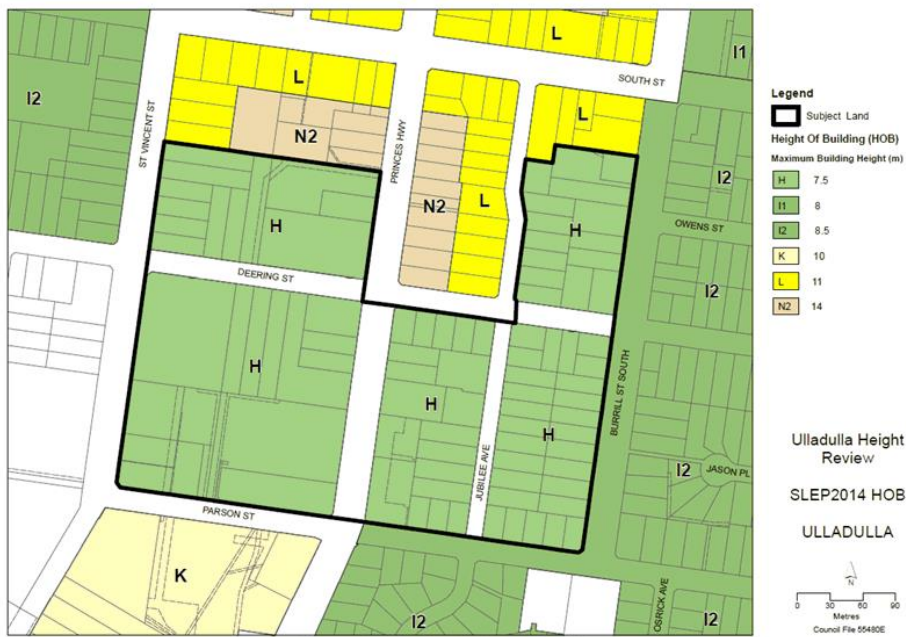 I2
L
L
SOUTH ST
I1
ST VINCENT ST
N2
PRINCES HWY
L
I2
N2
L
OWENS ST
H
H
DEERING ST
I2
H
H
H
BURRILL ST SOUTH
JUBILEE AVE
I2
JASON PL
PARSON ST
K
I2
OSRICK AVE
I2
Legend
Subject Land
Height Of Building (HOB)
Maximum Building Height (m)
H 7.5
I1 8
I2 8.5
K 10
L 11
N2 14
Ulladulla Height
Review
SLEP2014 HOB
ULLADULLA
N
0 30 60 90
Metres
Council File 55480E